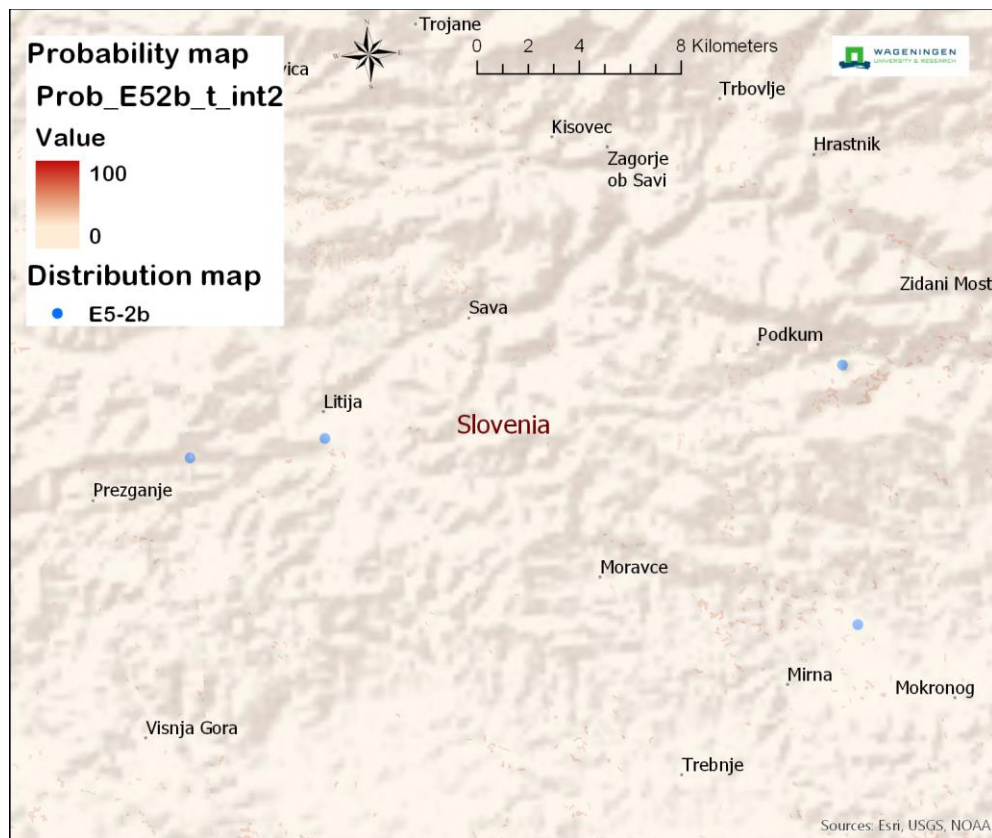 Probability map
Prob_E52b_t_int2
Value
100
0
Distribution map
E5-2b
N
E
S
W
0 2 4 8 Kilometers
WAGENINGEN
UNIVERSITY & RESEARCH
Trojane
vica
Trbovlje
Kisovec
Hrastnik
Zagorje
ob Savi
Zidani Most
Sava
Podkum
Litija
Slovenia
Prezganje
Moravce
Mirna
Mokronog
Visnja Gora
Trebnje
Sources: Esri, USGS, NOAA